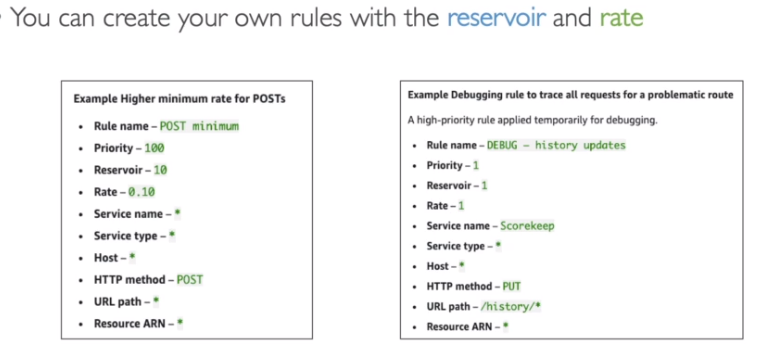 You can create your own rules with the reservoir and rate
Example Higher minimum rate for POSTs
• Rule name – POST minimum
• Priority – 100
• Reservoir – 10
• Rate – 0.10
• Service name – *
• Service type – *
• Host – *
• HTTP method – POST
• URL path – *
• Resource ARN – *
Example Debugging rule to trace all requests for a problematic route
A high-priority rule applied temporarily for debugging.
• Rule name – DEBUG – history updates
• Priority – 1
• Reservoir – 1
• Rate – 1
• Service name – Scorekeep
• Service type – *
• Host – *
• HTTP method – PUT
• URL path – /history/*
• Resource ARN – *